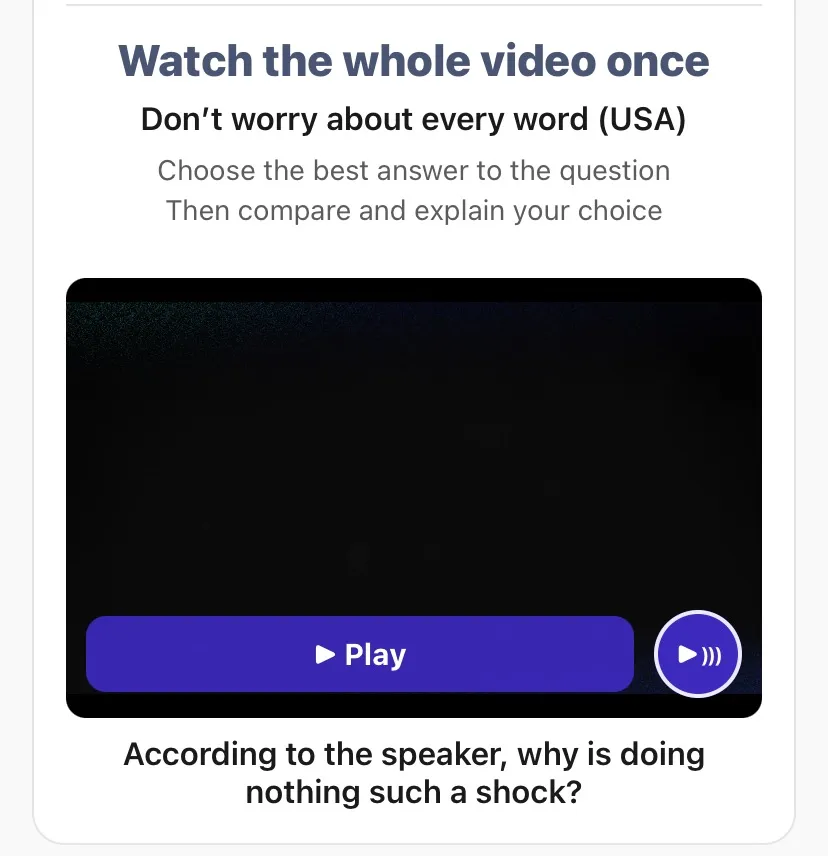 Watch the whole video once
Don’t worry about every word (USA)
Choose the best answer to the question
Then compare and explain your choice
Play
According to the speaker, why is doing
nothing such a shock?